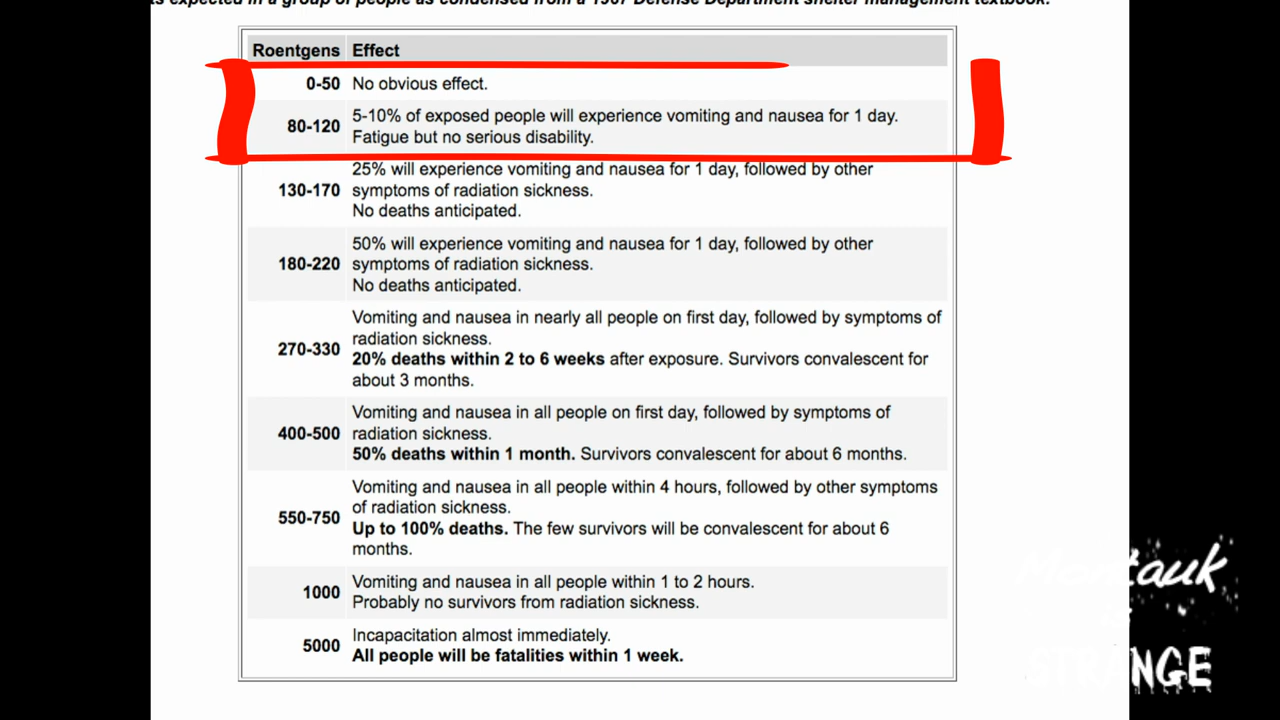 ts expected in a group of people as condensed from a 1967 Defense Department shelter management textbook.
Roentgens Effect
0-50 No obvious effect.
80-120 5-10% of exposed people will experience vomiting and nausea for 1 day.
Fatigue but no serious disability.
130-170 25% will experience vomiting and nausea for 1 day, followed by other
symptoms of radiation sickness.
No deaths anticipated.
180-220 50% will experience vomiting and nausea for 1 day, followed by other
symptoms of radiation sickness.
No deaths anticipated.
270-330 Vomiting and nausea in nearly all people on first day, followed by symptoms of
radiation sickness.
20% deaths within 2 to 6 weeks after exposure. Survivors convalescent for
about 3 months.
400-500 Vomiting and nausea in all people on first day, followed by symptoms of
radiation sickness.
50% deaths within 1 month. Survivors convalescent for about 6 months.
550-750 Vomiting and nausea in all people within 4 hours, followed by other symptoms
of radiation sickness.
Up to 100% deaths. The few survivors will be convalescent for about 6
months.
1000 Vomiting and nausea in all people within 1 to 2 hours.
Probably no survivors from radiation sickness.
5000 Incapacitation almost immediately.
All people will be fatalities within 1 week.
Montauk
is
STRANGE